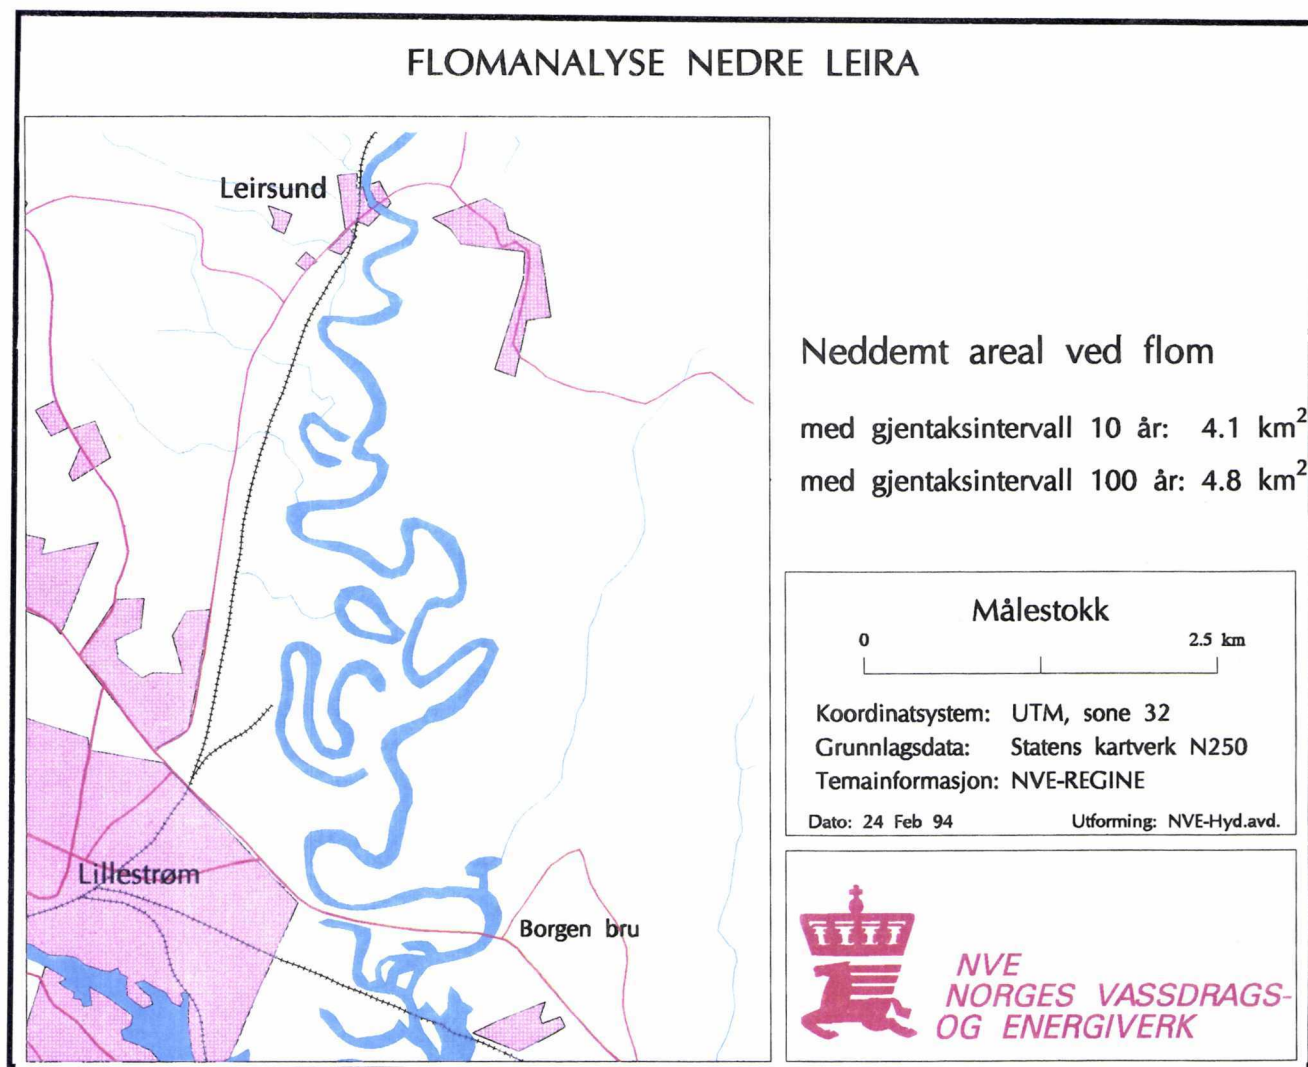 FLOMANALYSE NEDRE LEIRA
Leirsund
Lillestrøm
Borgen bru
Neddemt areal ved flom
med gjentaksintervall 10 år: 4.1 km²
med gjentaksintervall 100 år: 4.8 km²
Målestokk
0 2.5 km
Koordinatsystem: UTM, sone 32
Grunnlagsdata: Statens kartverk N250
Temainformasjon: NVE-REGINE
Dato: 24 Feb 94 Utforming: NVE-Hyd.avd.
NVE
NORGES VASSDRAGS-
OG ENERGIVERK